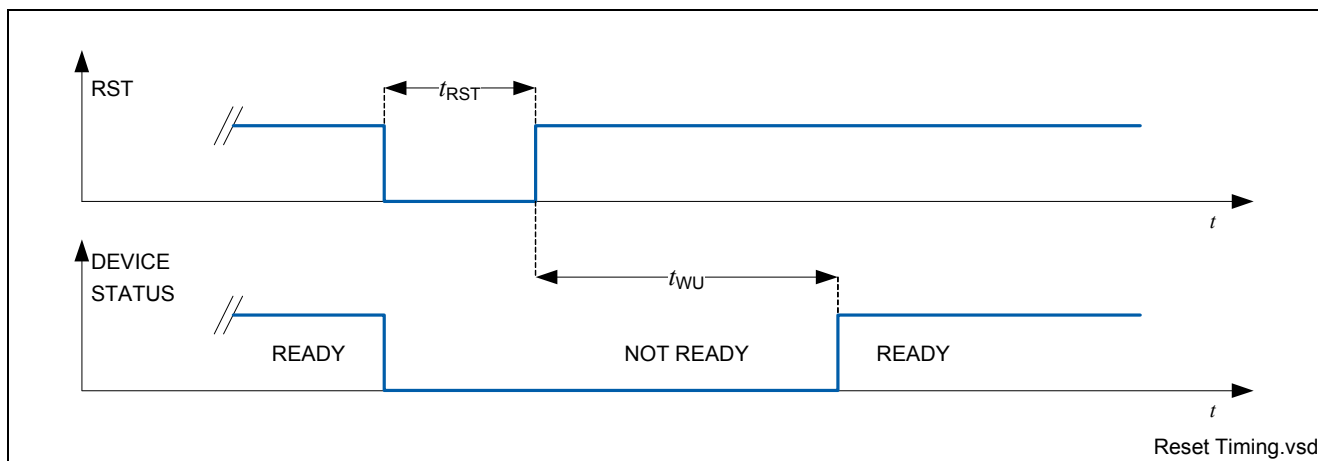 RST
tRST
t
DEVICE
STATUS
tWU
READY
NOT READY
READY
t
Reset Timing.vsd